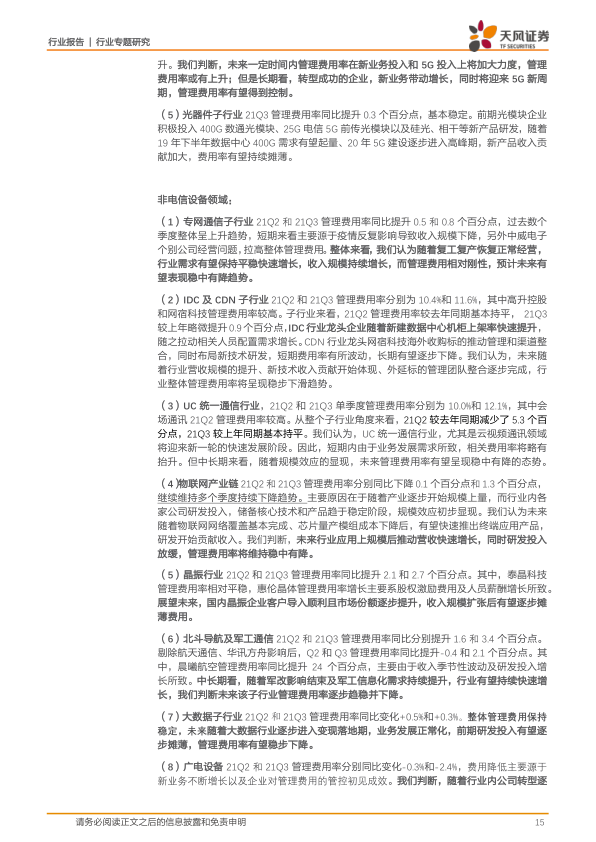 行业报告 | 行业专题研究
天风证券
TF SECURITIES
升。我们判断，未来一定时间内管理费用率在新业务投入和 5G 投入上将加大力度，管理
费用率或有上升；但是长期看，转型成功的企业，新业务带动增长，同时将迎来 5G 新周
期，管理费用率有望得到控制。
（5）光器件子行业 21Q3 管理费用率同比提升 0.3 个百分点，基本稳定。前期光模块企业
积极投入 400G 数通光模块、25G 电信 5G 前传光模块以及硅光、相干等新产品研发，随着
19 年下半年数据中心 400G 需求有望起量、20 年 5G 建设逐步进入高峰期，新产品收入贡
献加大，费用率有望持续摊薄。
非电信设备领域：
（1）专网通信子行业 21Q2 和 21Q3 管理费用率同比提升 0.5 和 0.8 个百分点，过去数个
季度整体呈上升趋势，短期来看主要源于疫情反复影响导致收入规模下降，另外中威电子
个别公司经营问题，拉高整体管理费用。整体来看，我们认为随着复工复产恢复正常经营，
行业需求有望保持平稳快速增长，收入规模持续增长，而管理费用相对刚性，预计未来有
望表现稳中有降趋势。
（2）IDC 及 CDN 子行业 21Q2 和 21Q3 管理费用率分别为 10.4%和 11.6%，其中高升控股
和网宿科技管理费用率较高。子行业来看，21Q2 管理费用率较去年同期基本持平， 21Q3
较上年略微提升 0.9 个百分点，IDC 行业龙头企业随着新建数据中心机柜上架率快速提升，
随之拉动相关人员配置需求增长。CDN 行业龙头网宿科技海外收购标的推动管理和渠道整
合，同时布局新技术研发，短期费用率有所波动，长期有望逐步下降。我们认为，未来随
着行业营收规模的提升、新技术收入贡献开始体现、外延标的管理团队整合逐步完成，行
业整体管理费用率将呈现稳步下滑趋势。
（3）UC 统一通信行业，21Q2 和 21Q3 单季度管理费用率分别为 10.0%和 12.1%，其中会
场通讯 21Q2 管理费用率较高。从整个子行业角度来看，21Q2 较去年同期减少了 5.3 个百
分点，21Q3 较上年同期基本持平。我们认为，UC 统一通信行业，尤其是云视频通讯领域
将迎来新一轮的快速发展阶段。因此，短期内由于业务发展需求所致，相关费用率将略有
抬升。但中长期来看，随着规模效应的显现，未来管理费用率有望呈现稳中有降的态势。
（4）物联网产业链 21Q2 和 21Q3 管理费用率分别同比下降 0.1 个百分点和 1.3 个百分点，
继续维持多个季度持续下降趋势。主要原因在于随着产业逐步开始规模上量，而行业内各
家公司研发投入，储备核心技术和产品趋于稳定阶段，规模效应初步显现。我们认为未来
随着物联网网络覆盖基本完成、芯片量产模组成本下降后，有望快速推出终端应用产品，
研发开始贡献收入。我们判断，未来行业应用上规模后推动营收快速增长，同时研发投入
放缓，管理费用率将维持稳中有降。
（5）晶振行业 21Q2 和 21Q3 管理费用率同比提升 2.1 和 2.7 个百分点。其中，泰晶科技
管理费用率相对平稳，惠伦晶体管理费用率增长主要系股权激励费用及人员薪酬增长所致。
展望未来，国内晶振企业客户导入顺利且市场份额逐步提升，收入规模扩张后有望逐步摊
薄费用。
（6）北斗导航及军工通信 21Q2 和 21Q3 管理费用率同比分别提升 1.6 和 3.4 个百分点。
剔除航天通信、华讯方舟影响后，Q2 和 Q3 管理费用率同比提升-0.4 和 2.1 个百分点。其
中，晨曦航空管理费用率同比提升 24 个百分点，主要由于收入季节性波动及研发投入增
长所致。中长期看，随着军改影响结束及军工信息化需求持续提升，行业有望持续快速增
长，我们判断未来该子行业管理费用率逐步趋稳并下降。
（7）大数据子行业 21Q2 和 21Q3 管理费用率同比变化+0.5%和+0.3%。整体管理费用保持
稳定，未来随着大数据行业逐步进入变现落地期，业务发展正常化，前期研发投入有望逐
步摊薄，管理费用率有望稳步下降。
（8）广电设备 21Q2 和 21Q3 管理费用率分别同比变化-0.3%和-2.4%，费用降低主要源于
新业务不断增长以及企业对管理费用的管控初见成效。我们判断，随着行业内公司转型逐
请务必阅读正文之后的信息披露和免责申明
15